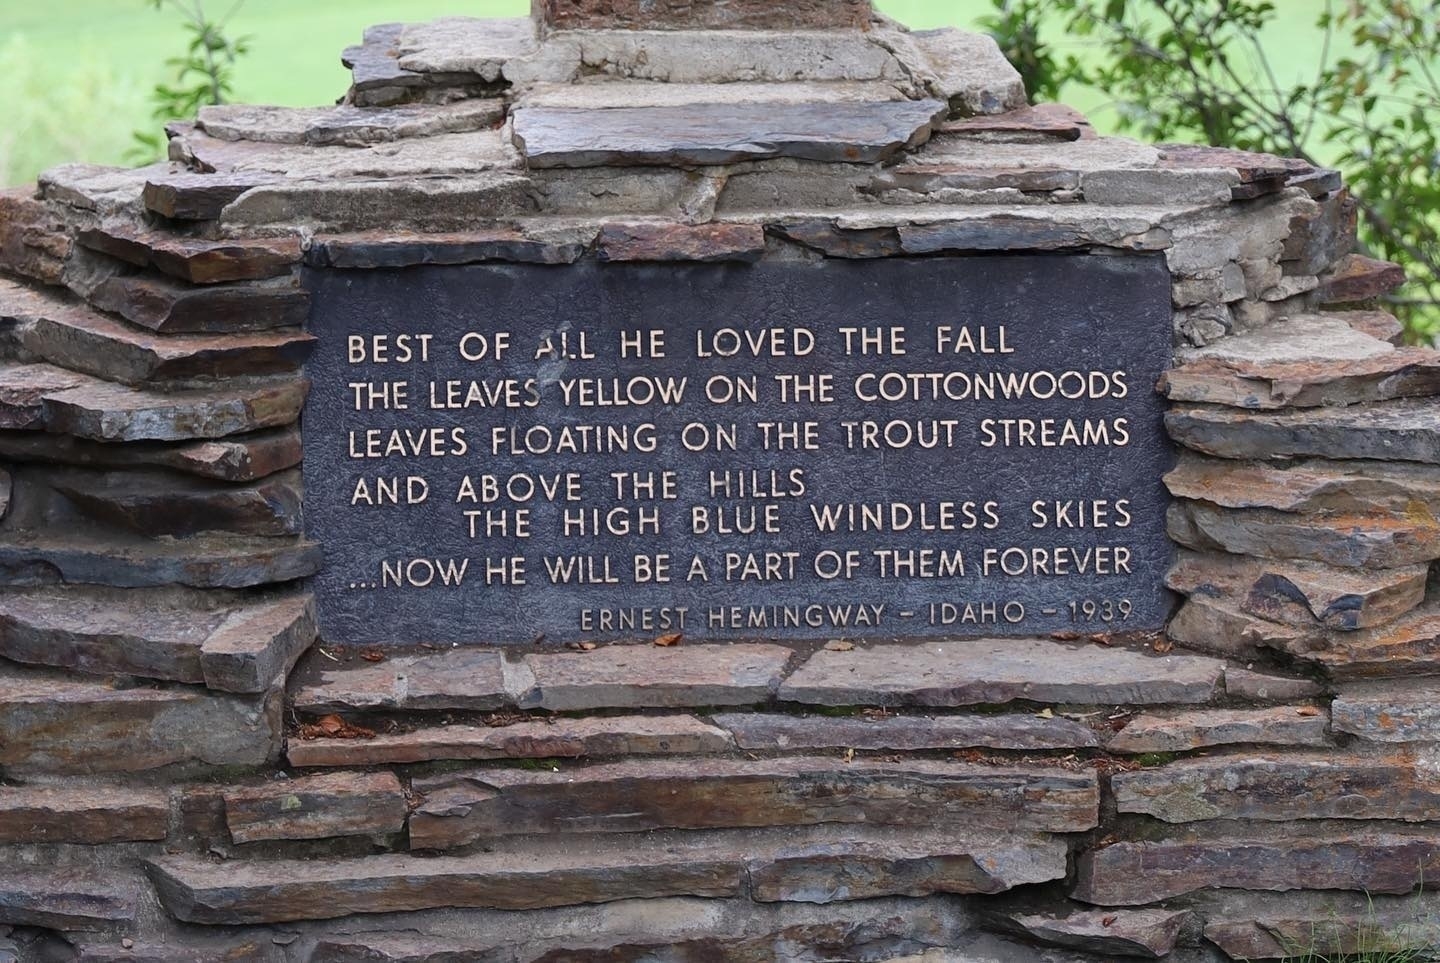 BEST OF ALL HE LOVED THE FALL
THE LEAVES YELLOW ON THE COTTONWOODS
LEAVES FLOATING ON THE TROUT STREAMS
AND ABOVE THE HILLS
THE HIGH BLUE WINDLESS SKIES
...NOW HE WILL BE A PART OF THEM FOREVER
ERNEST HEMINGWAY – IDAHO – 1939